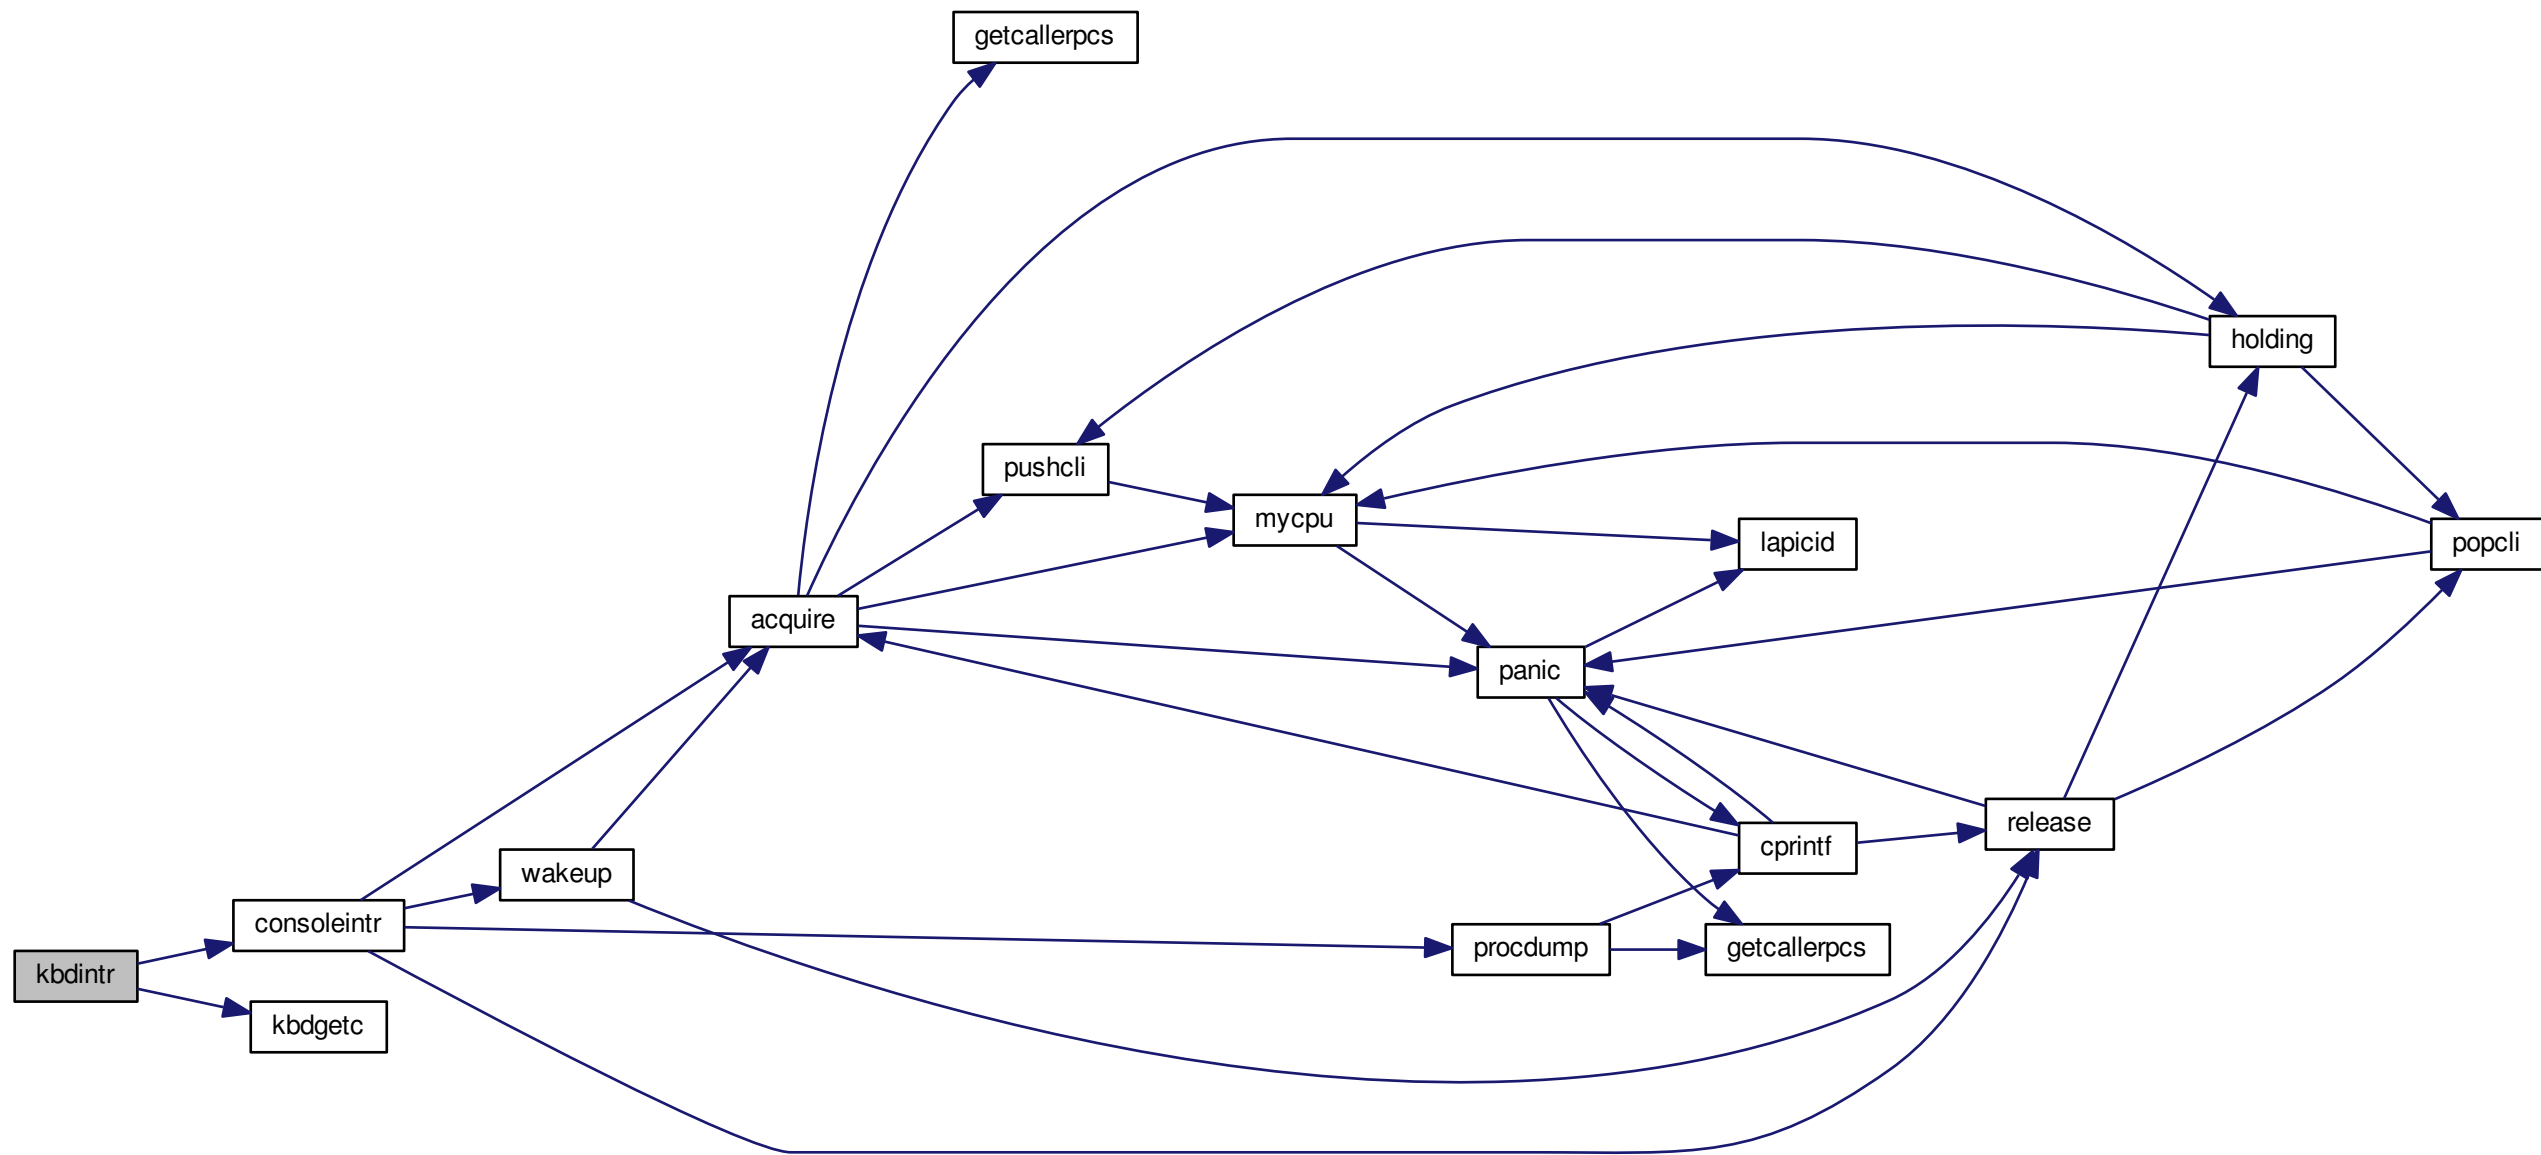 getcallerpcs
holding
pushcli
mycpu
lapicid
popcli
acquire
panic
release
cprintf
wakeup
consoleintr
procdump
getcallerpcs
kbdintr
kbdgetc